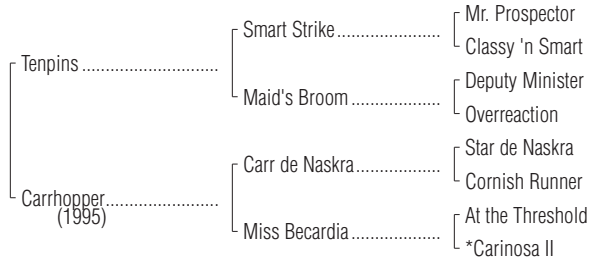 Mr. Prospector
Smart Strike
Classy 'n Smart
Tenpins
Deputy Minister
Maid's Broom
Overreaction
Star de Naskra
Carr de Naskra
Cornish Runner
Carrhopper
(1995)
At the Threshold
Miss Becardia
*Carinosa II